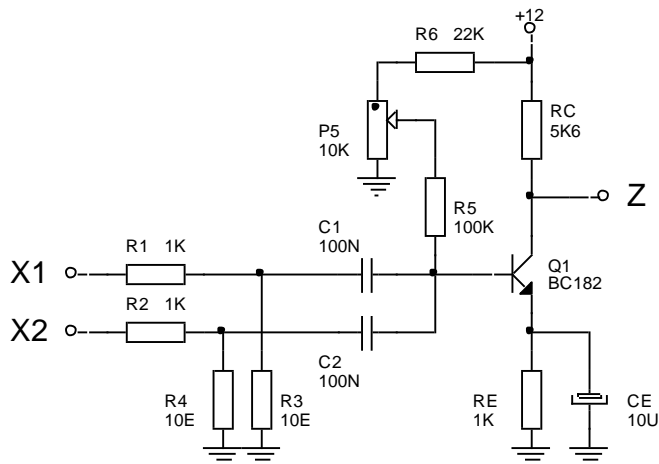 +12
R6 22K
RC
5K6
P5
10K
Z
R5
100K
C1
100N
R1 1K
X1
Q1
BC182
R2 1K
X2
C2
100N
R4
10E
R3
10E
RE
1K
CE
10U